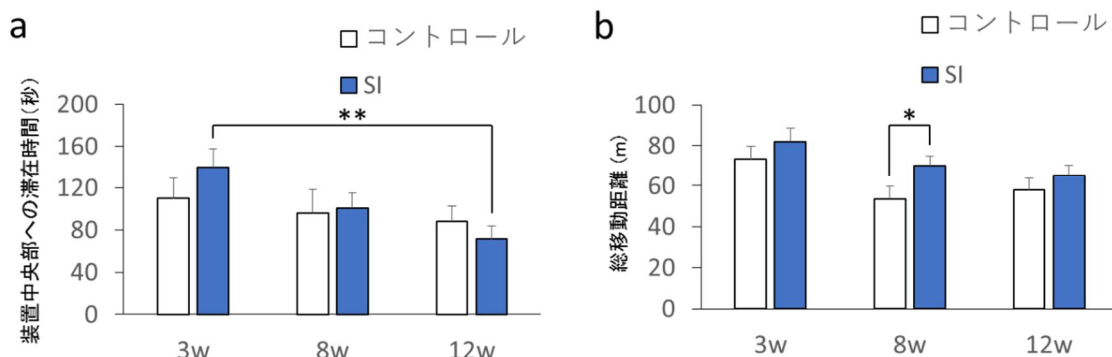 a
コントロール
SI
装置中央部への滞在時間(秒)
200
160
120
80
40
0
**
3w
8w
12w
b
コントロール
SI
総移動距離(m)
100
80
60
40
20
0
*
3w
8w
12w